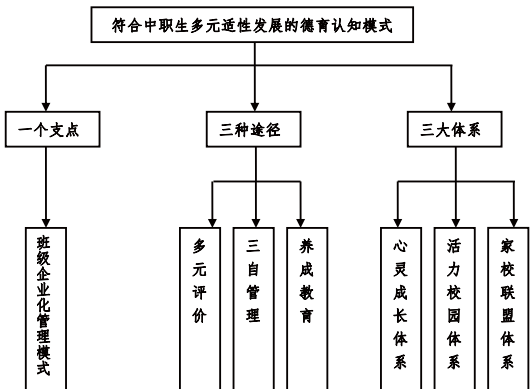 符合中职生多元适性发展的德育认知模式
一个支点
三种途径
三大体系
班级企业化管理模式
多元评价
三自管理
养成教育
心灵成长体系
活力校园体系
家校联盟体系